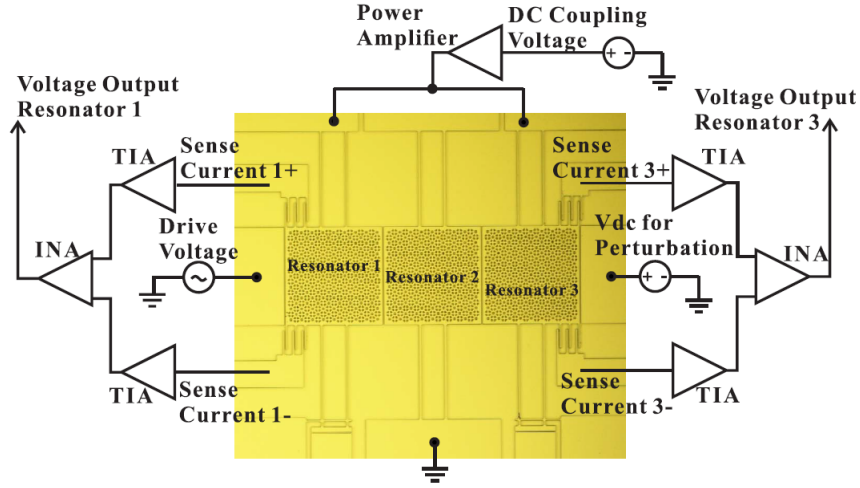 Power
Amplifier
DC Coupling
Voltage
+ -
Voltage Output
Resonator 1
Voltage Output
Resonator 3
TIA
Sense
Current 1+
Sense
Current 3+
TIA
INA
Drive
Voltage
~
Resonator 1
Resonator 2
Resonator 3
Vdc for
Perturbation
+ -
INA
TIA
Sense
Current 1-
Sense
Current 3-
TIA